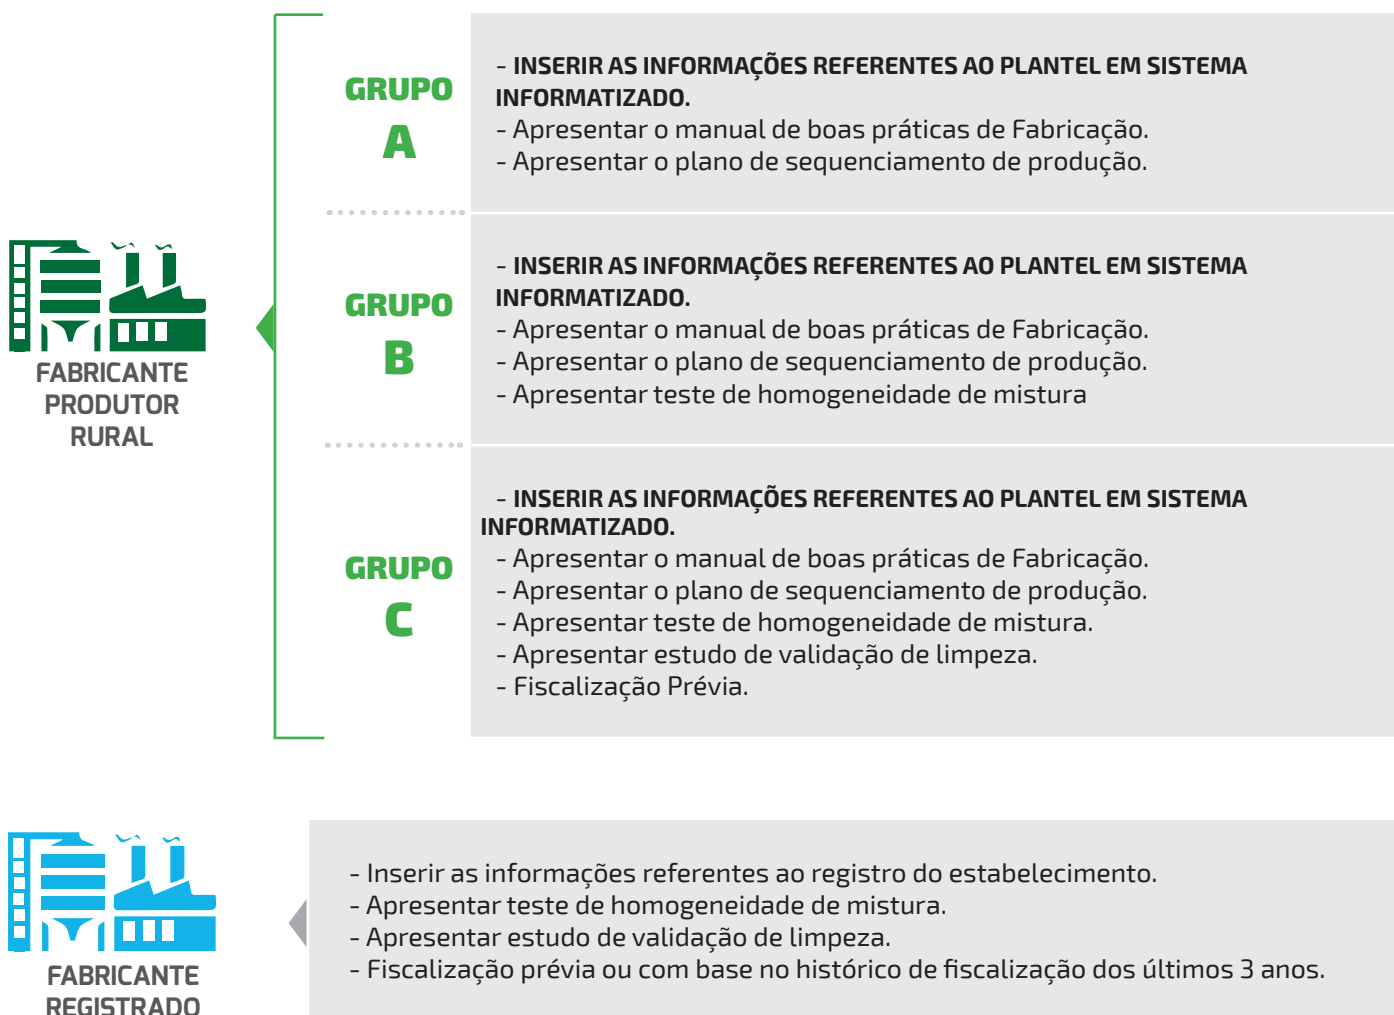 GRUPO
A
- INSERIR AS INFORMAÇÕES REFERENTES AO PLANTEL EM SISTEMA
INFORMATIZADO.
- Apresentar o manual de boas práticas de Fabricação.
- Apresentar o plano de sequenciamento de produção.
FABRICANTE
PRODUTOR
RURAL
GRUPO
B
- INSERIR AS INFORMAÇÕES REFERENTES AO PLANTEL EM SISTEMA
INFORMATIZADO.
- Apresentar o manual de boas práticas de Fabricação.
- Apresentar o plano de sequenciamento de produção.
- Apresentar teste de homogeneidade de mistura
GRUPO
C
- INSERIR AS INFORMAÇÕES REFERENTES AO PLANTEL EM SISTEMA
INFORMATIZADO.
- Apresentar o manual de boas práticas de Fabricação.
- Apresentar o plano de sequenciamento de produção.
- Apresentar teste de homogeneidade de mistura.
- Apresentar estudo de validação de limpeza.
- Fiscalização Prévia.
FABRICANTE
REGISTRADO
- Inserir as informações referentes ao registro do estabelecimento.
- Apresentar teste de homogeneidade de mistura.
- Apresentar estudo de validação de limpeza.
- Fiscalização prévia ou com base no histórico de fiscalização dos últimos 3 anos.